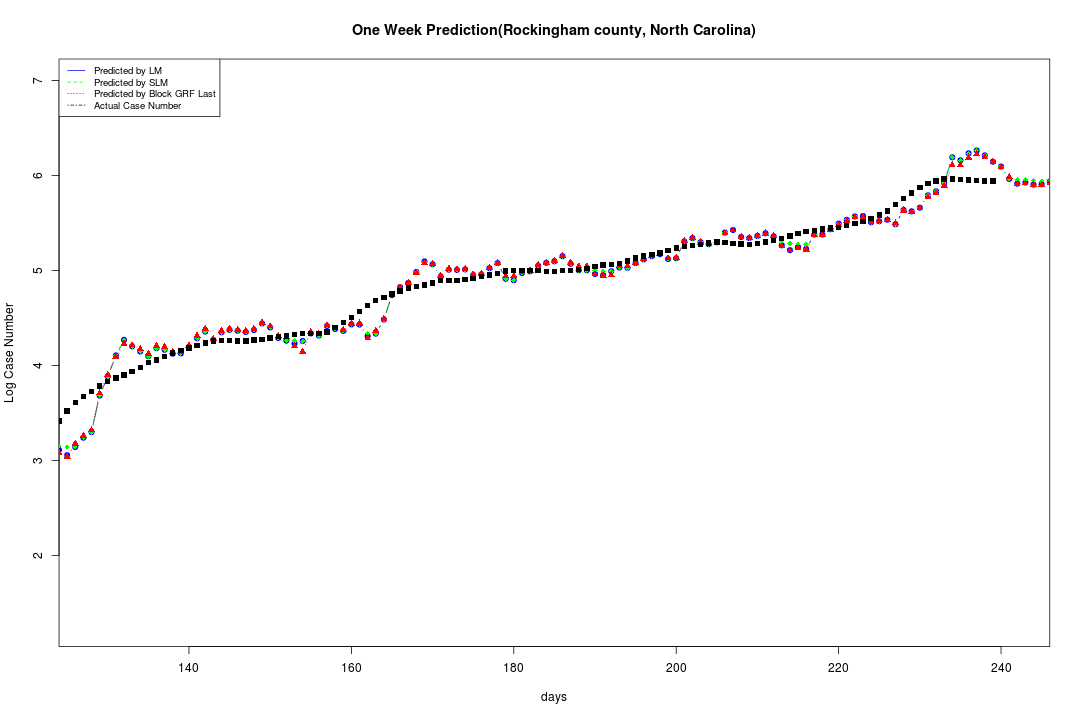 One Week Prediction(Rockingham county, North Carolina)
Predicted by LM
Predicted by SLM
Predicted by Block GRF Last
Actual Case Number
Log Case Number
7
6
5
4
3
2
140 160 180 200 220 240
days